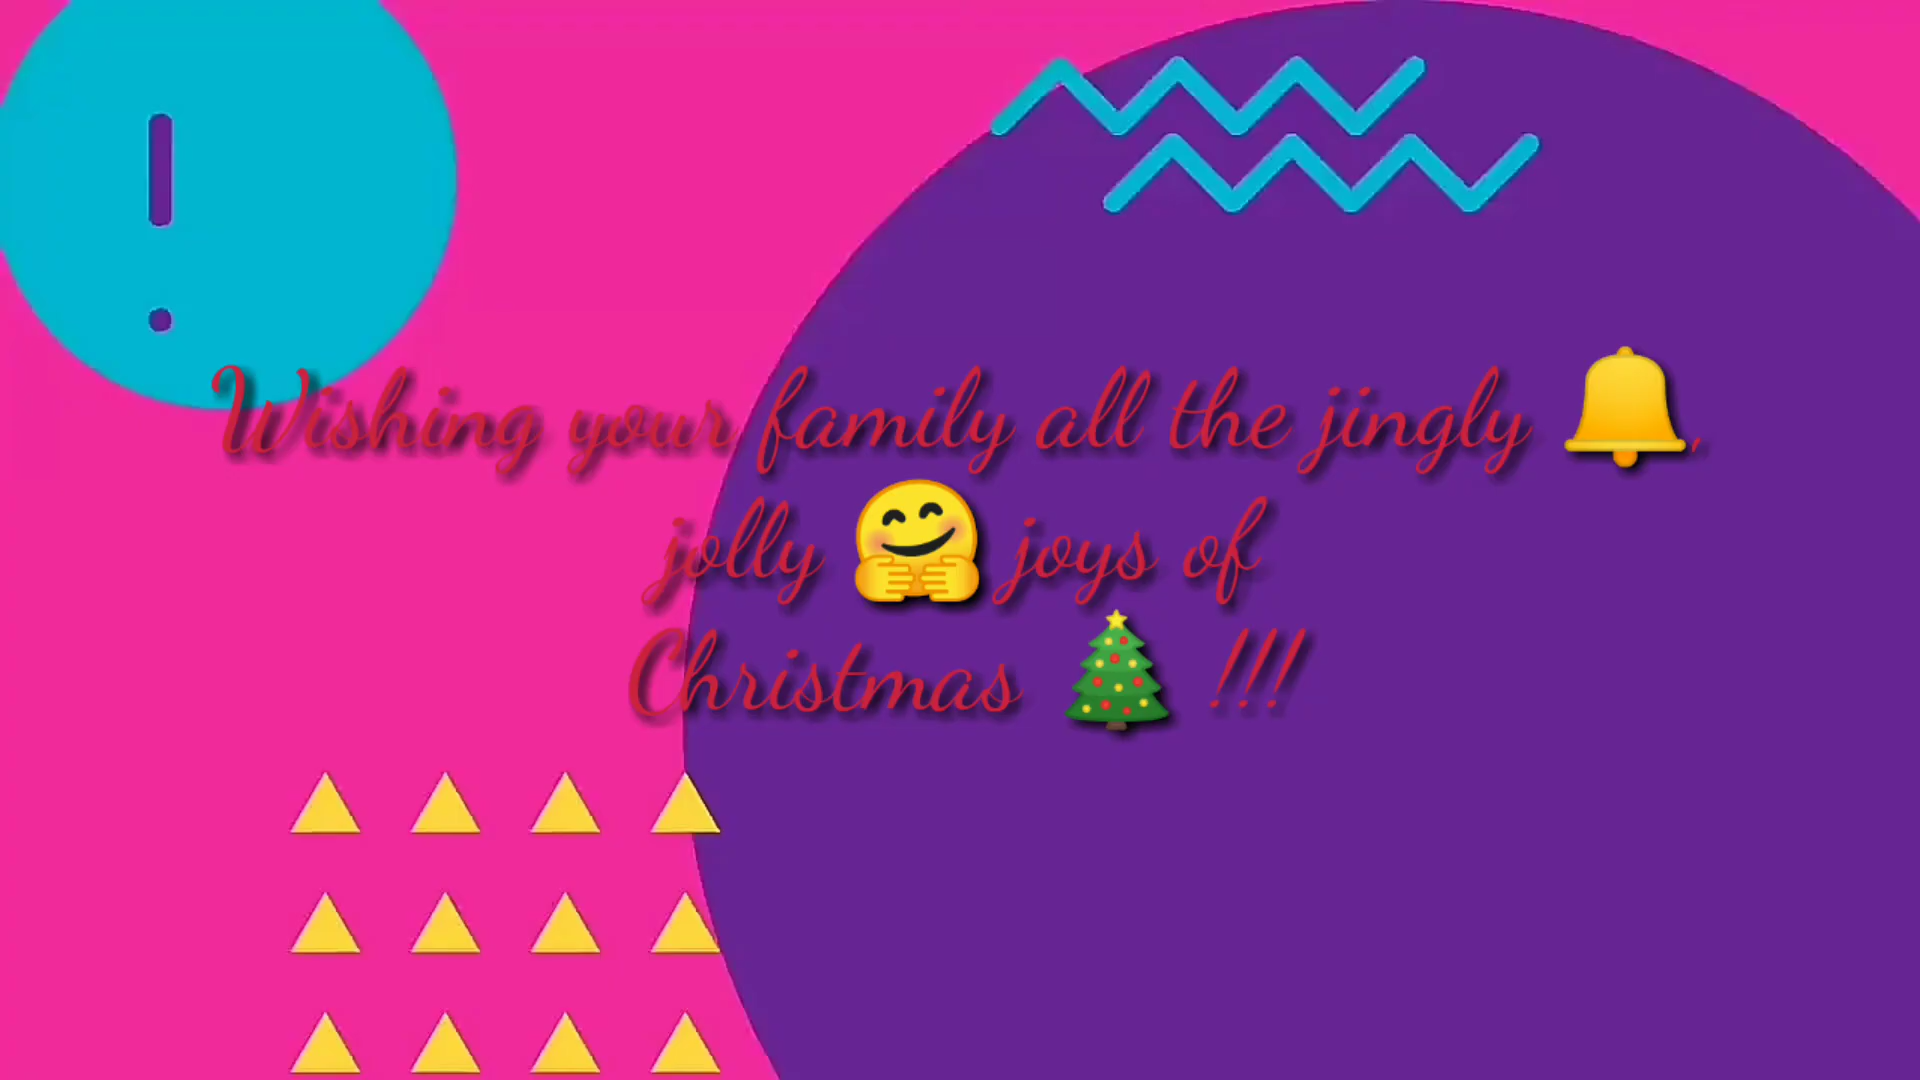 Wishing your family all the jingly 🔔,
jolly 🤗 joys of
Christmas 🎄 !!!